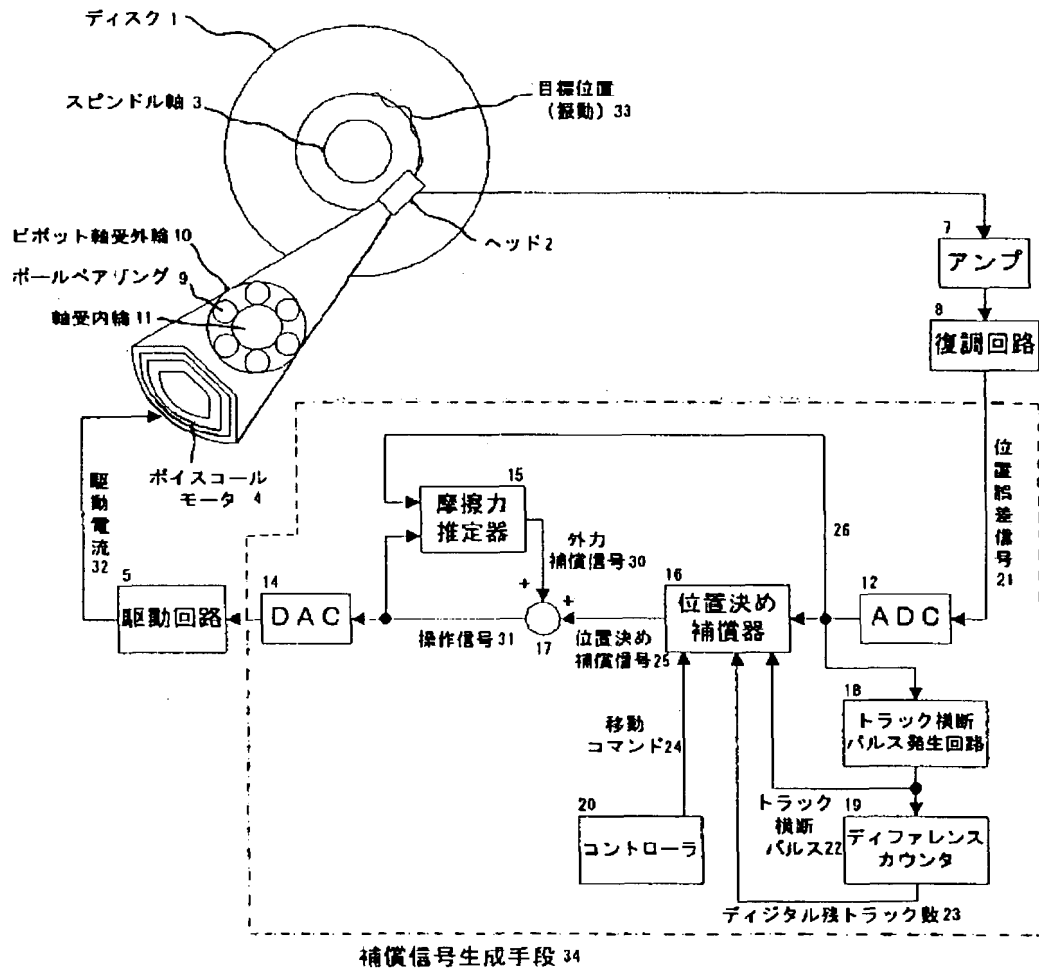 ディスク 1
スピンドル軸 3
目標位置
(振動) 33
ピボット軸受外輪 10
ボールベアリング 9
軸受内輪 11
ヘッド 2
7
アンプ
8
復調回路
ボイスコール
モータ 4
駆動電流 32
15
摩擦力
推定器
外力
補償信号 30
26
位置誤差信号 21
5
駆動回路
14
DAC
操作信号 31
+
+
17
位置決め
補償信号 25
16
位置決め
補償器
12
ADC
18
トラック横断
パルス発生回路
移動
コマンド 24
20
コントローラ
トラック
横断
パルス 22
19
ディファレンス
カウンタ
ディジタル残トラック数 23
補償信号生成手段 34